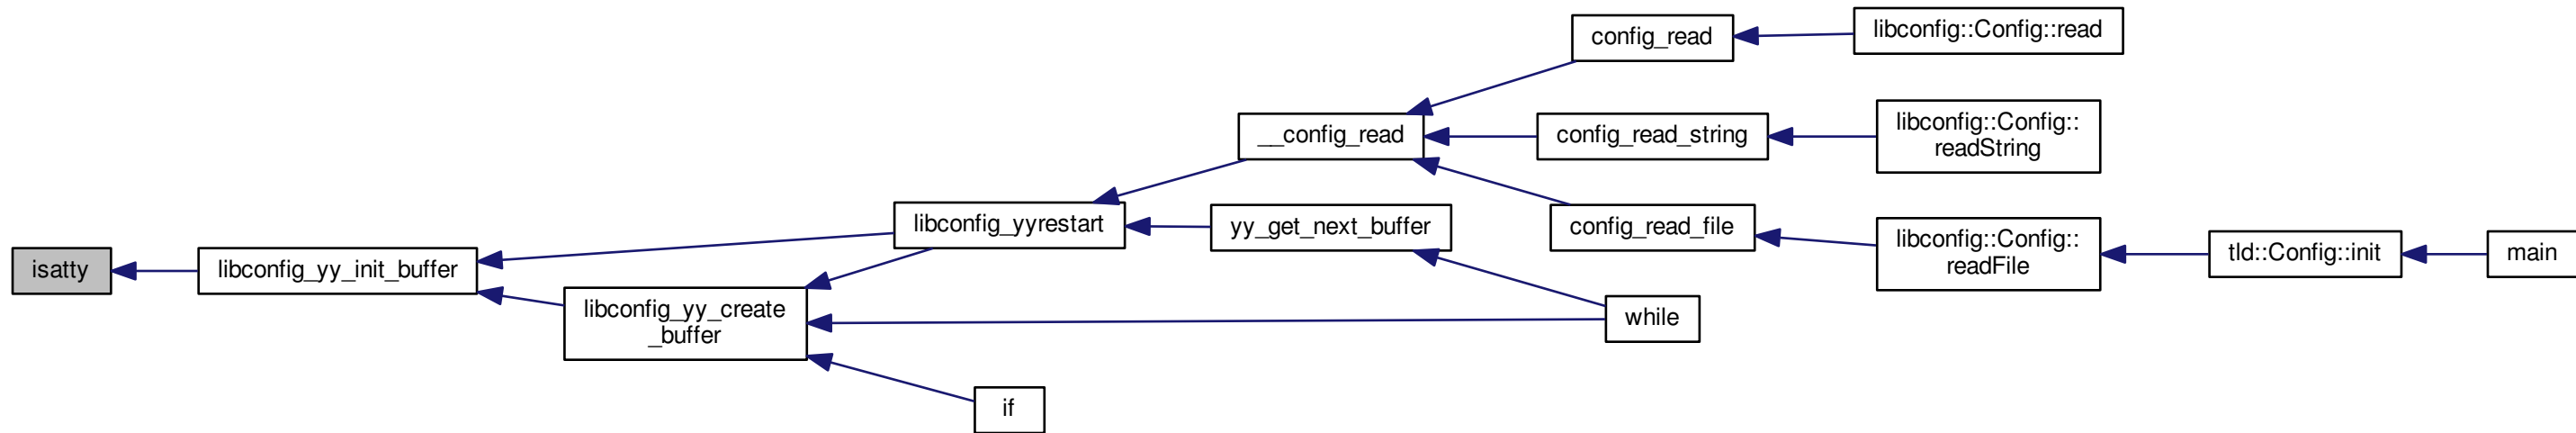 isatty
libconfig_yy_init_buffer
libconfig_yy_create
_buffer
libconfig_yyrestart
if
__config_read
yy_get_next_buffer
config_read
config_read_string
config_read_file
while
libconfig::Config::read
libconfig::Config::
readString
libconfig::Config::
readFile
tld::Config::init
main